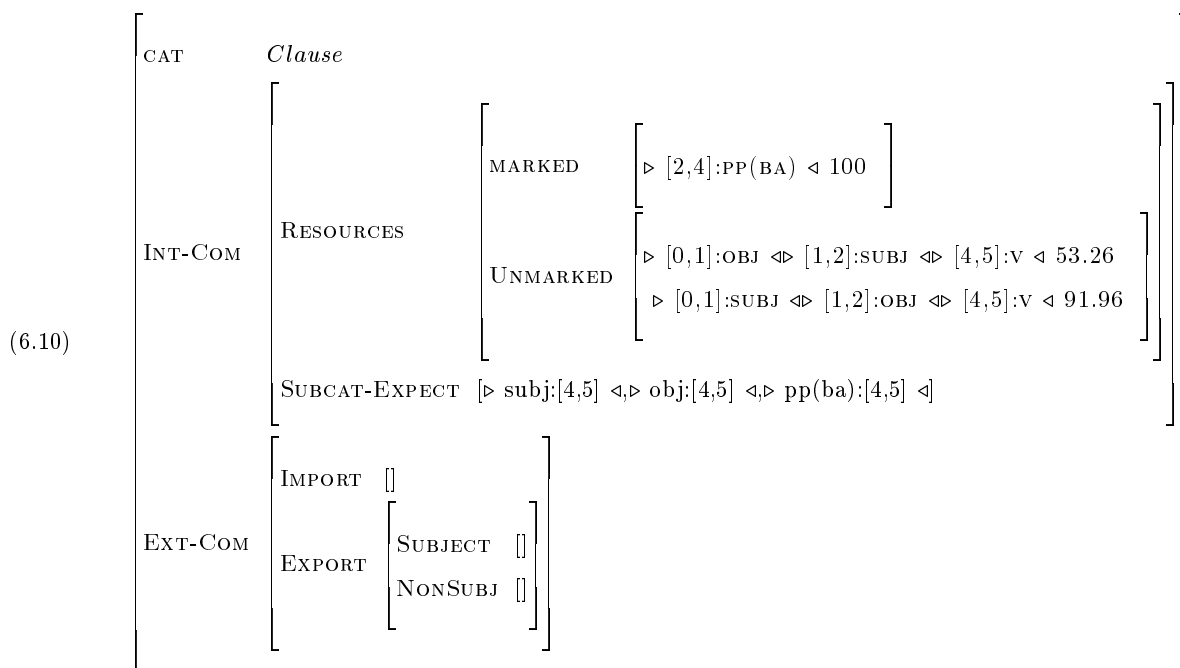 CAT Clause
MARKED ▷ [2,4]:PP(BA) ◁ 100
RESOURCES
INT-COM
UNMARKED ▷ [0,1]:OBJ ◁▷ [1,2]:SUBJ ◁▷ [4,5]:V ◁ 53.26
▷ [0,1]:SUBJ ◁▷ [1,2]:OBJ ◁▷ [4,5]:V ◁ 91.96
(6.10)
SUBCAT-EXPECT [▷ subj:[4,5] ◁,▷ obj:[4,5] ◁,▷ pp(ba):[4,5] ◁]
IMPORT []
EXT-COM
SUBJECT []
EXPORT
NONSUBJ []